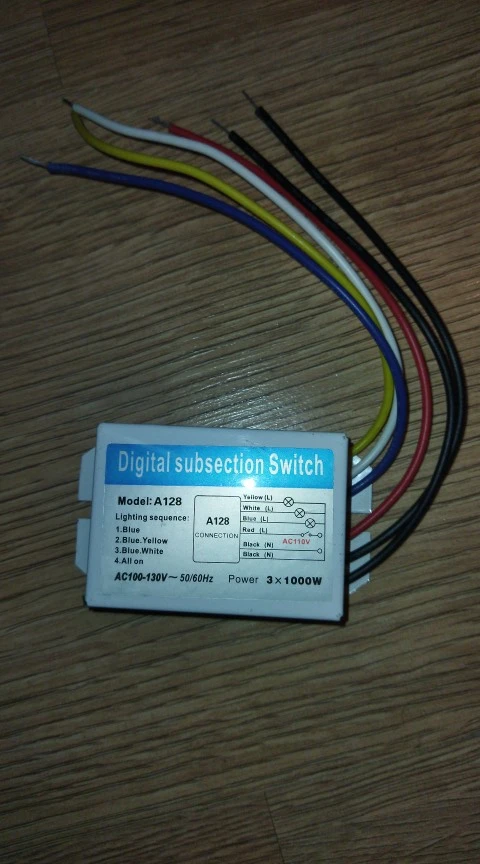 Digital subsection Switch
Model: A128
Lighting sequence:
1.Blue
2.Blue.Yellow
3.Blue.White
4.All on
A128
CONNECTION
Yellow (L)
White (L)
Blue (L)
Red (L)
AC110V
Black (N)
Black (N)
AC100-130V~ 50/60Hz Power 3×1000W